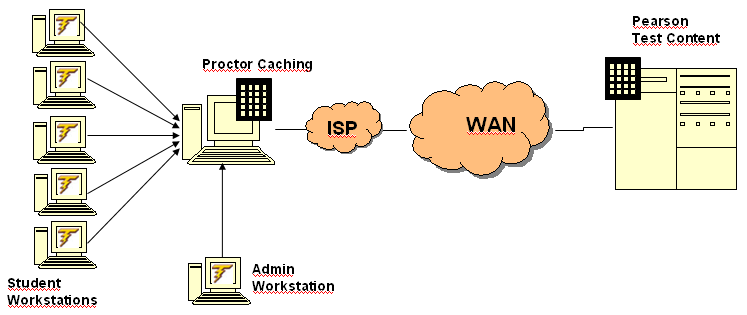 Pearson
Test Content
Proctor Caching
ISP
WAN
Admin
Workstation
Student
Workstations